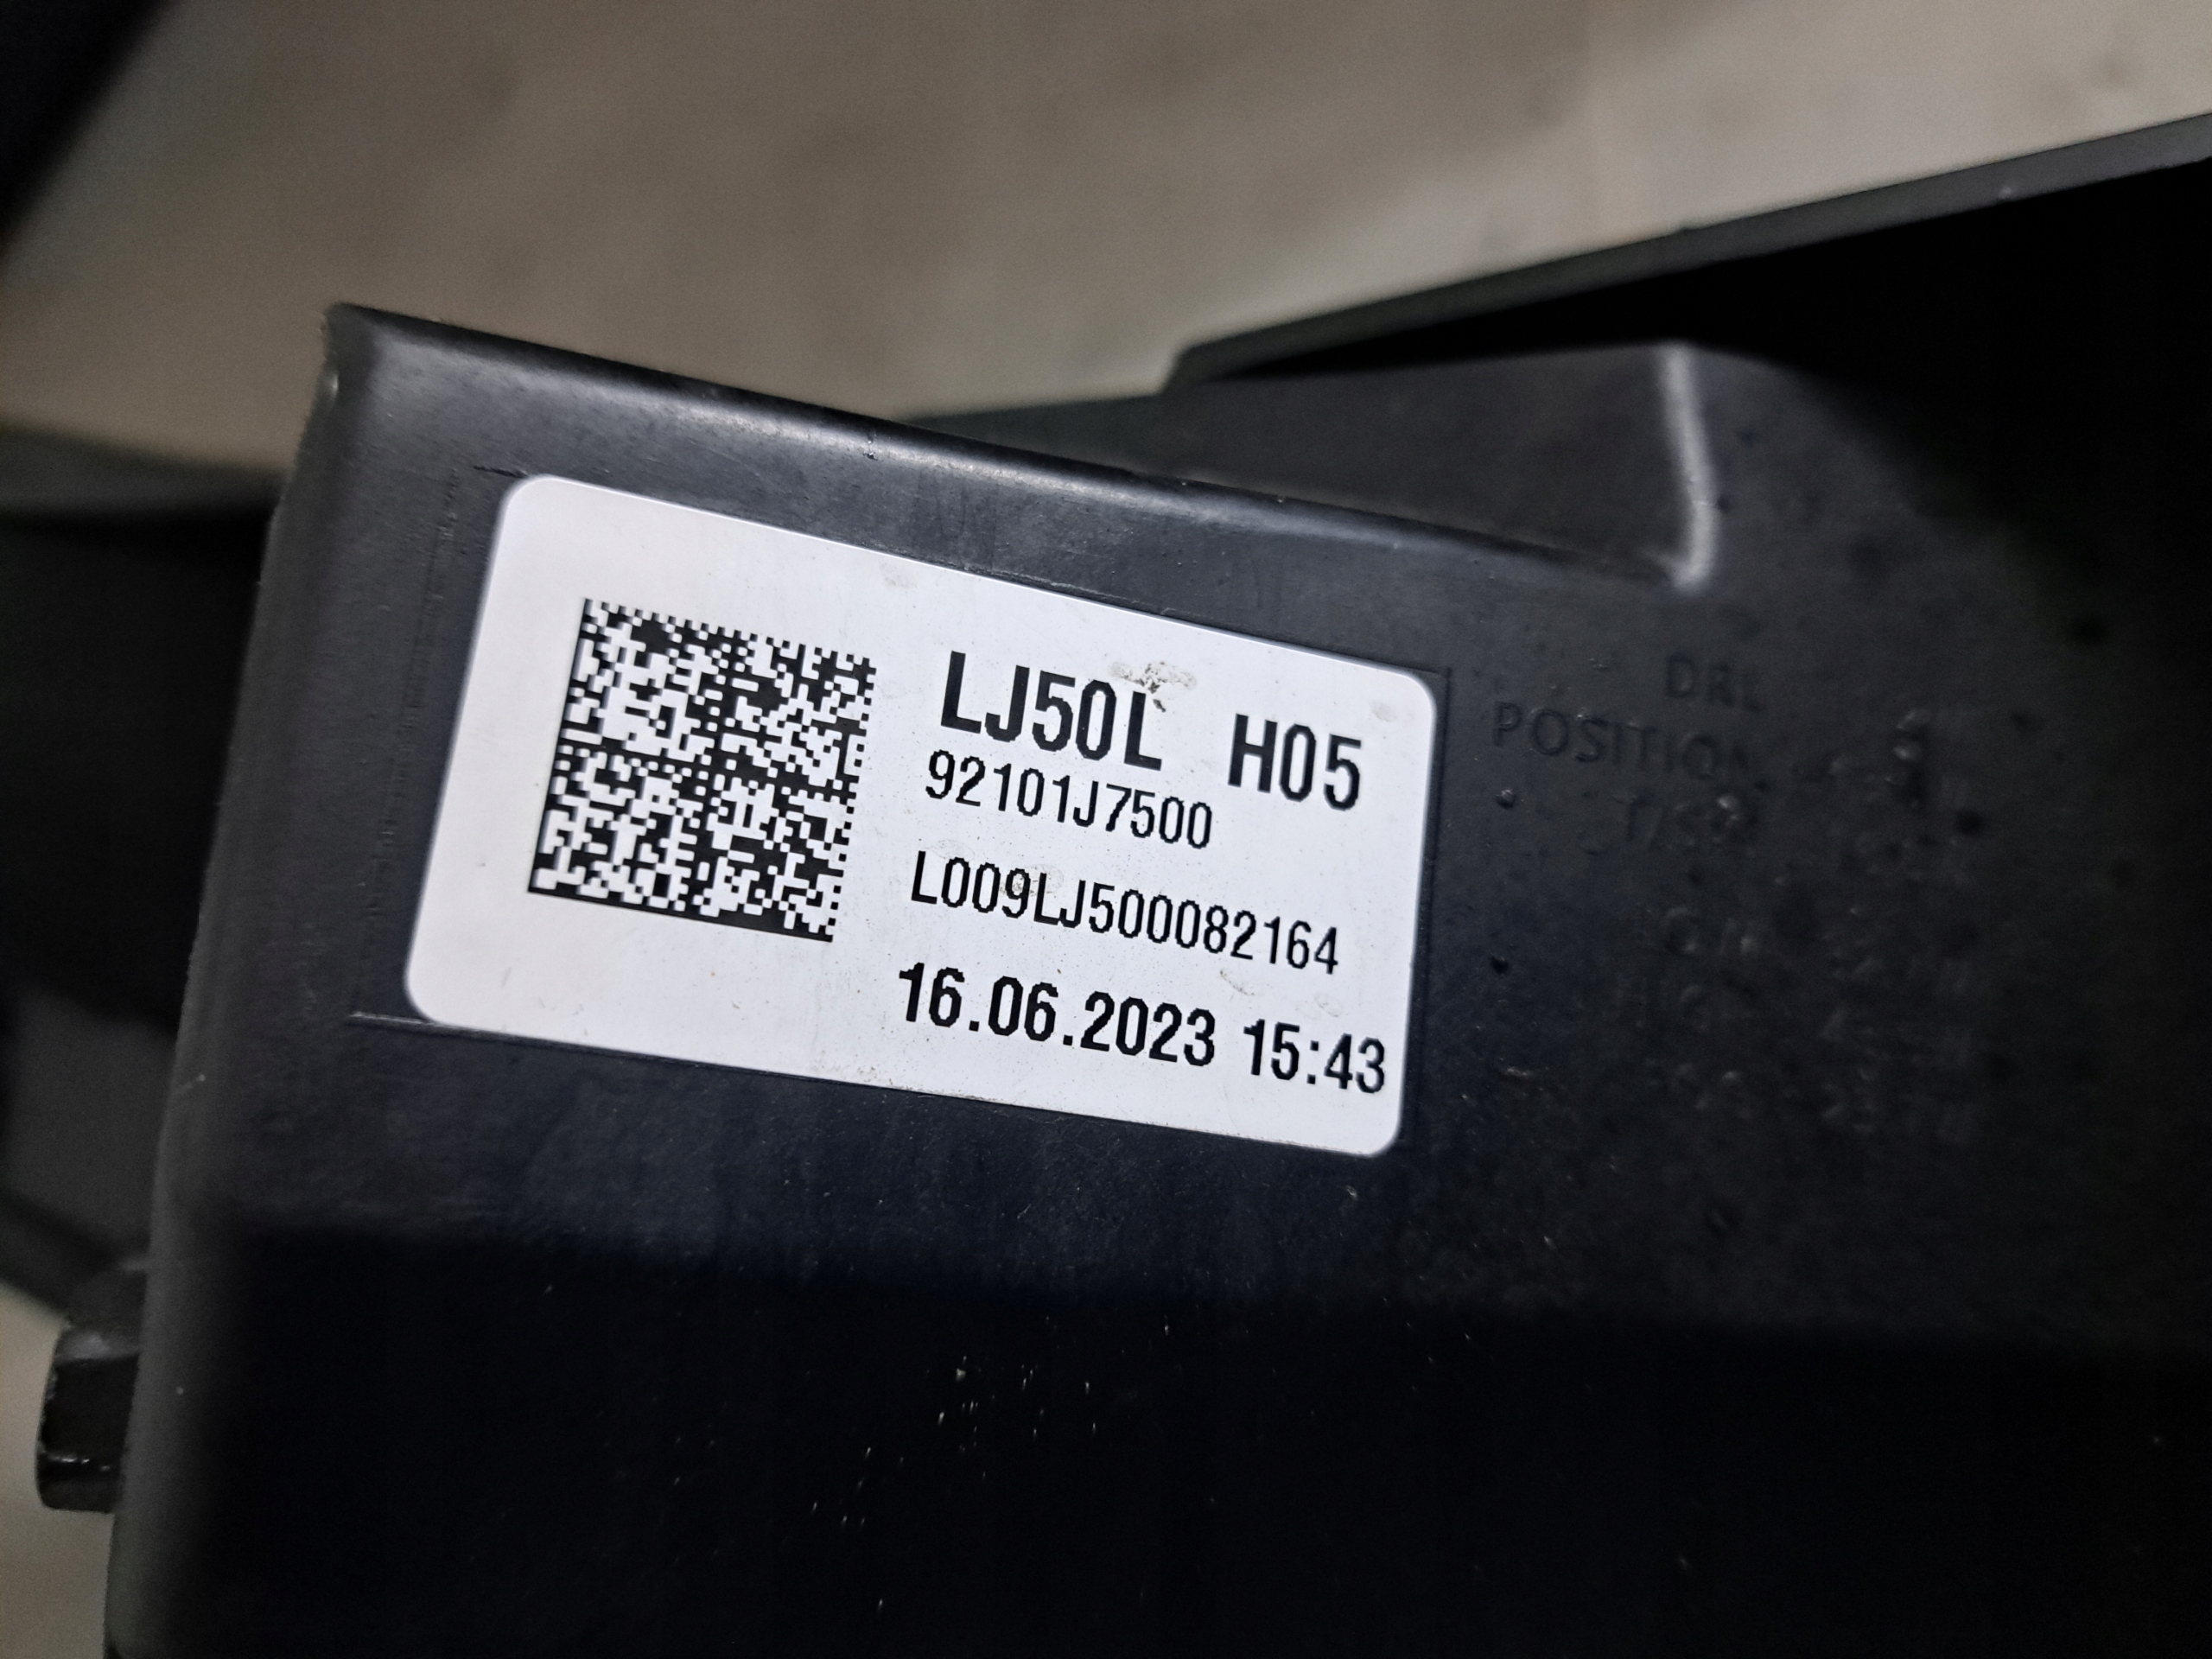 LJ50L H05
92101J7500
L009LJ500082164
16.06.2023 15:43
DRL
POSITION